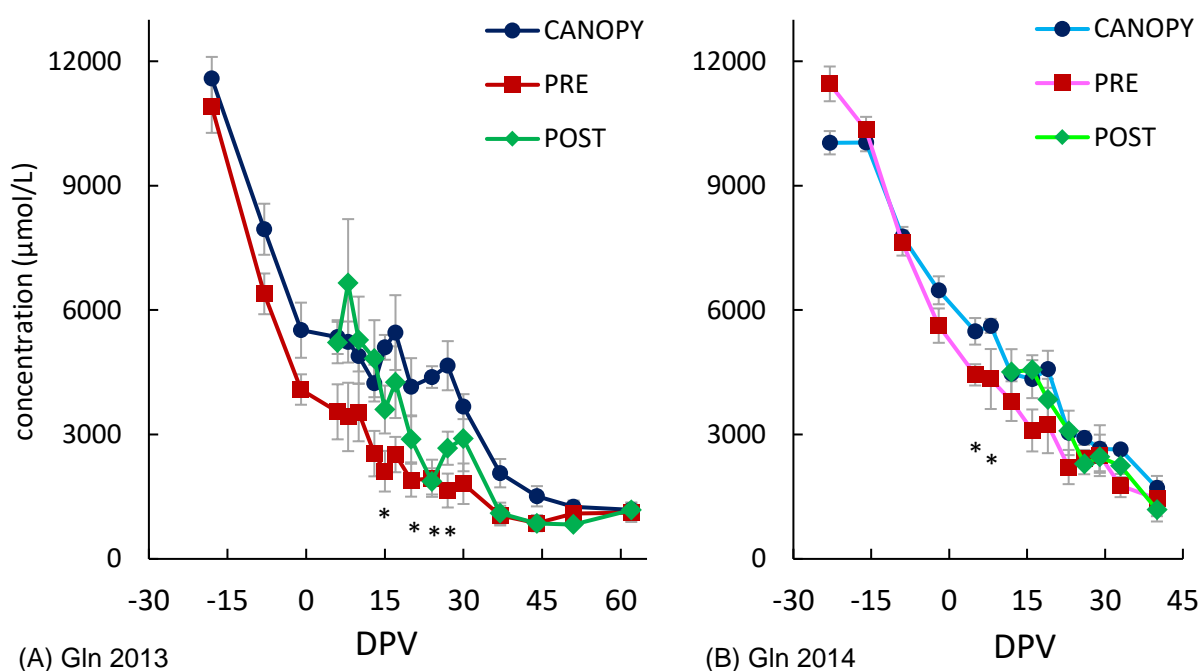 CANOPY
PRE
POST
12000
9000
6000
3000
0
concentration (µmol/L)
* * **
-30 -15 0 15 30 45 60
DPV
(A) Gln 2013
CANOPY
PRE
POST
12000
9000
6000
3000
0
* *
-30 -15 0 15 30 45
DPV
(B) Gln 2014